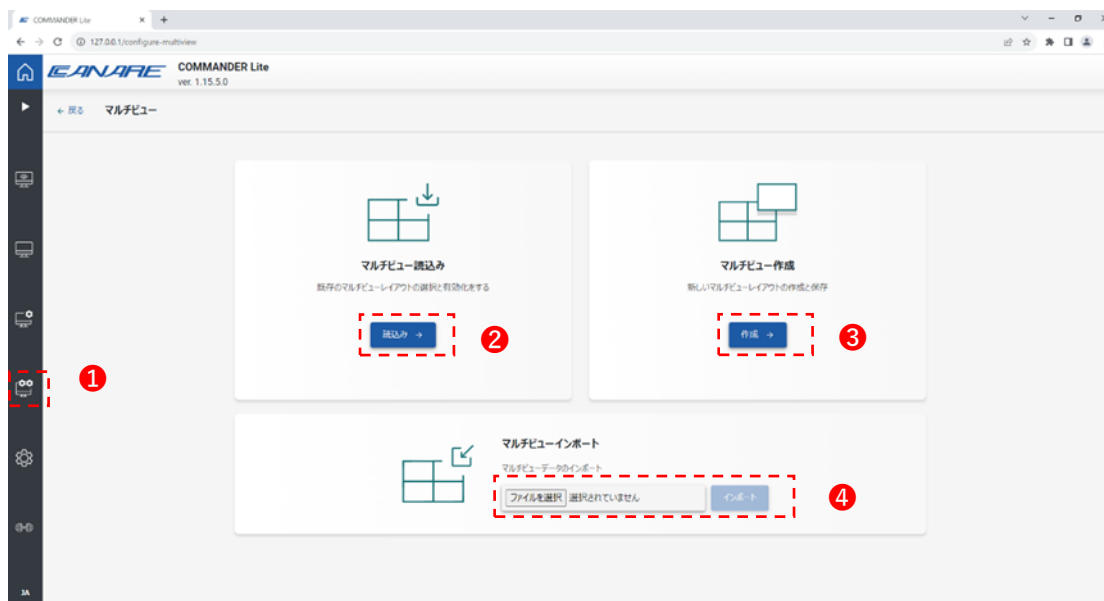 COMMANDER Lite
127.0.0.1/configure-multiview
CANARE
COMMANDER Lite
ver. 1.15.5.0
← 戻る マルチビュー
マルチビュー読込み
既存のマルチビューレイアウトの選択と有効化をする
読込み →
2
マルチビュー作成
新しいマルチビューレイアウトの作成と保存
作成 →
3
1
マルチビューインポート
マルチビューデータのインポート
ファイルを選択 選択されていません
インポート
4
JA